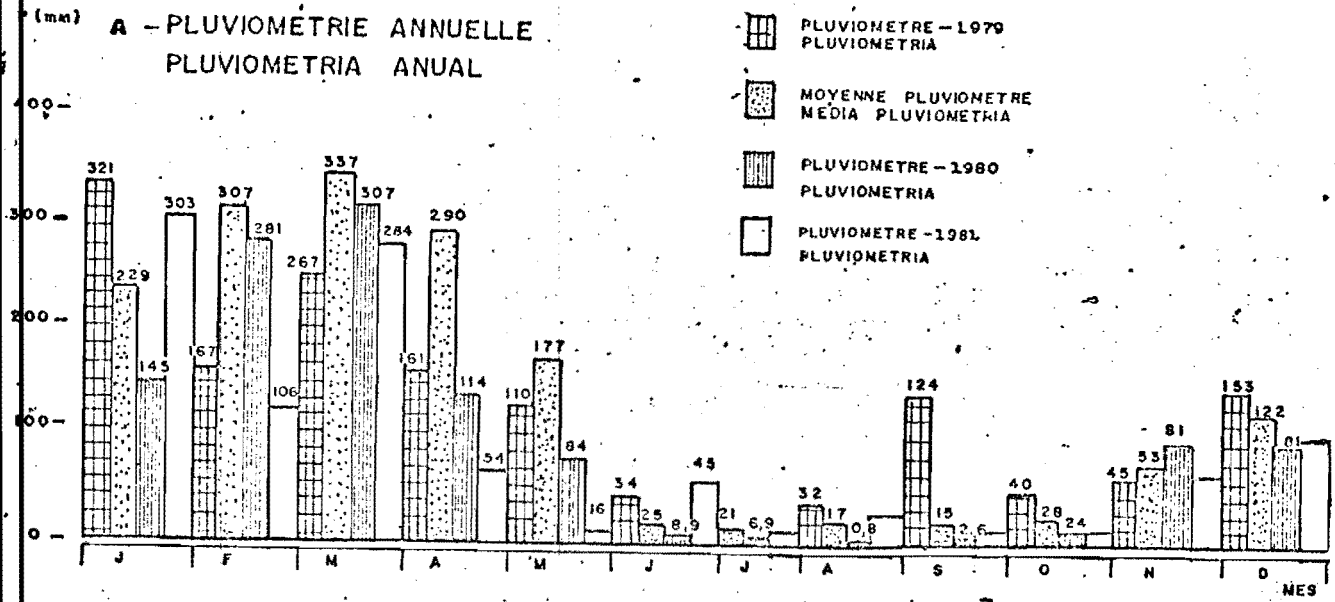 (mm)
A - PLUVIOMÉTRIE ANNUELLE
PLUVIOMETRIA ANUAL
PLUVIOMETRE-1979
PLUVIOMETRIA
MOYENNE PLUVIOMETRE
MEDIA PLUVIOMETRIA
PLUVIOMETRE-1980
PLUVIOMETRIA
PLUVIOMETRE-1981
PLUVIOMETRIA
400
300
200
100
0
321 229 145 303
167 307 281 106
267 337 307 284
161 290 114 54
110 177 84 16
34 25 8,9 45
21 6,9
32 17 0,8
124 15 2,6
40 28 24
45 53 81
153 122 81
J F M A M J J A S O N D
MES